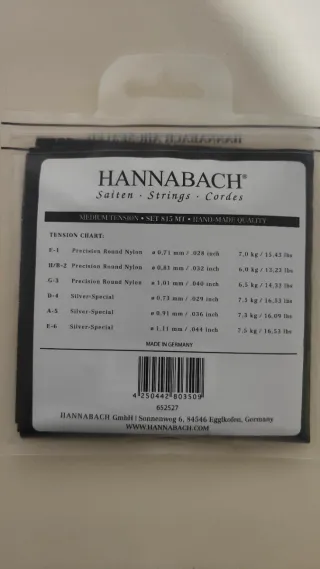 HANNABACH®
Saiten • Strings • Cordes
MEDIUM TENSION • SET 815 MT • HAND-MADE QUALITY
TENSION CHART:
E-1 Precision Round Nylon ø 0,71 mm / .028 inch 7,0 kg / 15.43 lbs
H/B-2 Precision Round Nylon ø 0,81 mm / .032 inch 6,0 kg / 13.23 lbs
G-3 Precision Round Nylon ø 1,01 mm / .040 inch 6,5 kg / 14.33 lbs
D-4 Silver-Special ø 0,73 mm / .029 inch 7,5 kg / 16.53 lbs
A-5 Silver-Special ø 0,91 mm / .036 inch 7,3 kg / 16.09 lbs
E-6 Silver-Special ø 1,11 mm / .044 inch 7,5 kg / 16.53 lbs
MADE IN GERMANY
4 250442 803509
652527
HANNABACH GmbH | Sonnenweg 6, 94546 Egglkofen, Germany
WWW.HANNABACH.COM